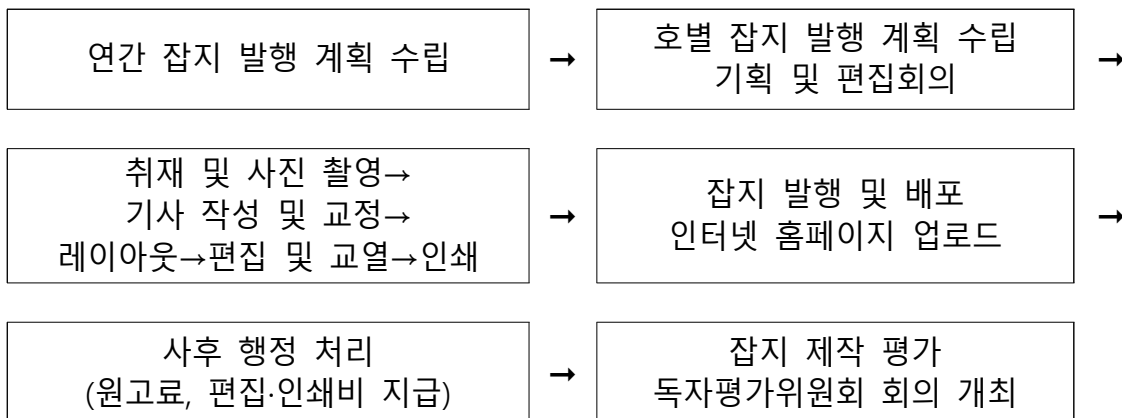 연간 잡지 발행 계획 수립
→
호별 잡지 발행 계획 수립
기획 및 편집회의
→
취재 및 사진 촬영→
기사 작성 및 교정→
레이아웃→편집 및 교열→인쇄
→
잡지 발행 및 배포
인터넷 홈페이지 업로드
→
사후 행정 처리
(원고료, 편집·인쇄비 지급)
→
잡지 제작 평가
독자평가위원회 회의 개최